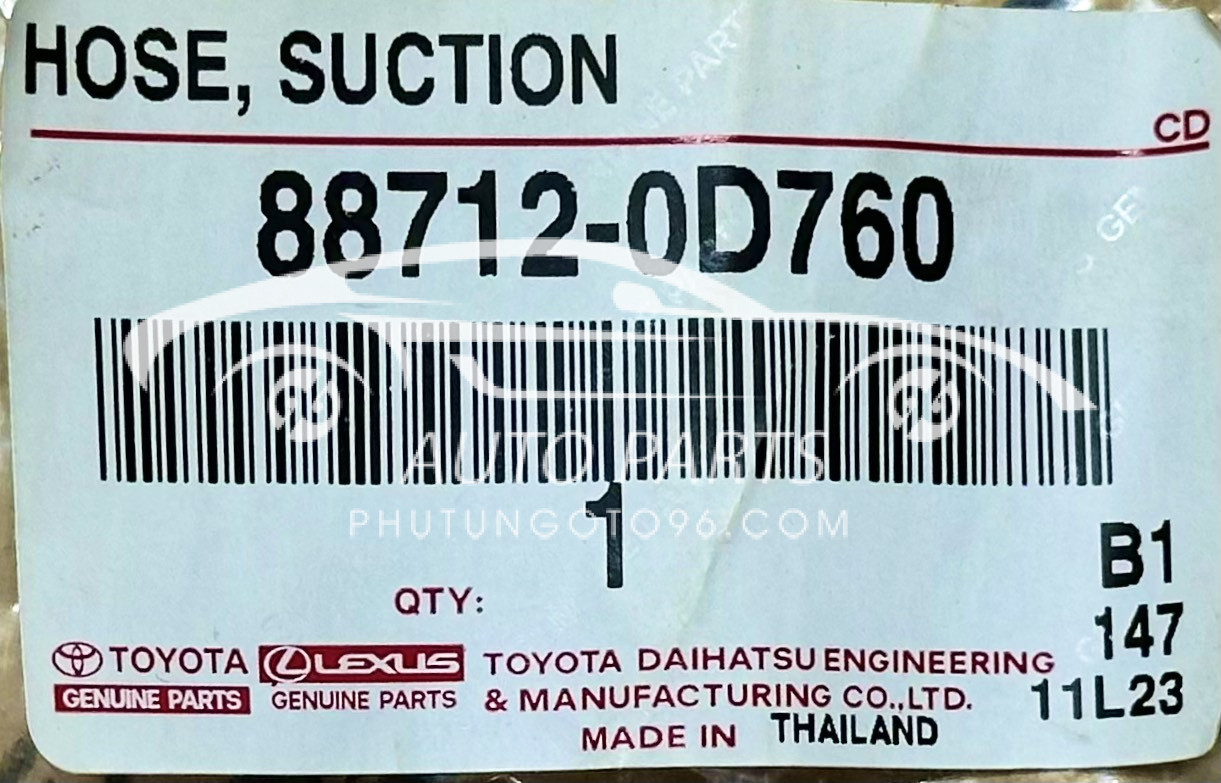 HOSE, SUCTION
CD
88712-0D760
AUTO PARTS
1
PHUTUNGOTO96.COM
B1
QTY:
147
TOYOTA LEXUS TOYOTA DAIHATSU ENGINEERING
GENUINE PARTS GENUINE PARTS & MANUFACTURING CO.,LTD. 11L23
MADE IN THAILAND